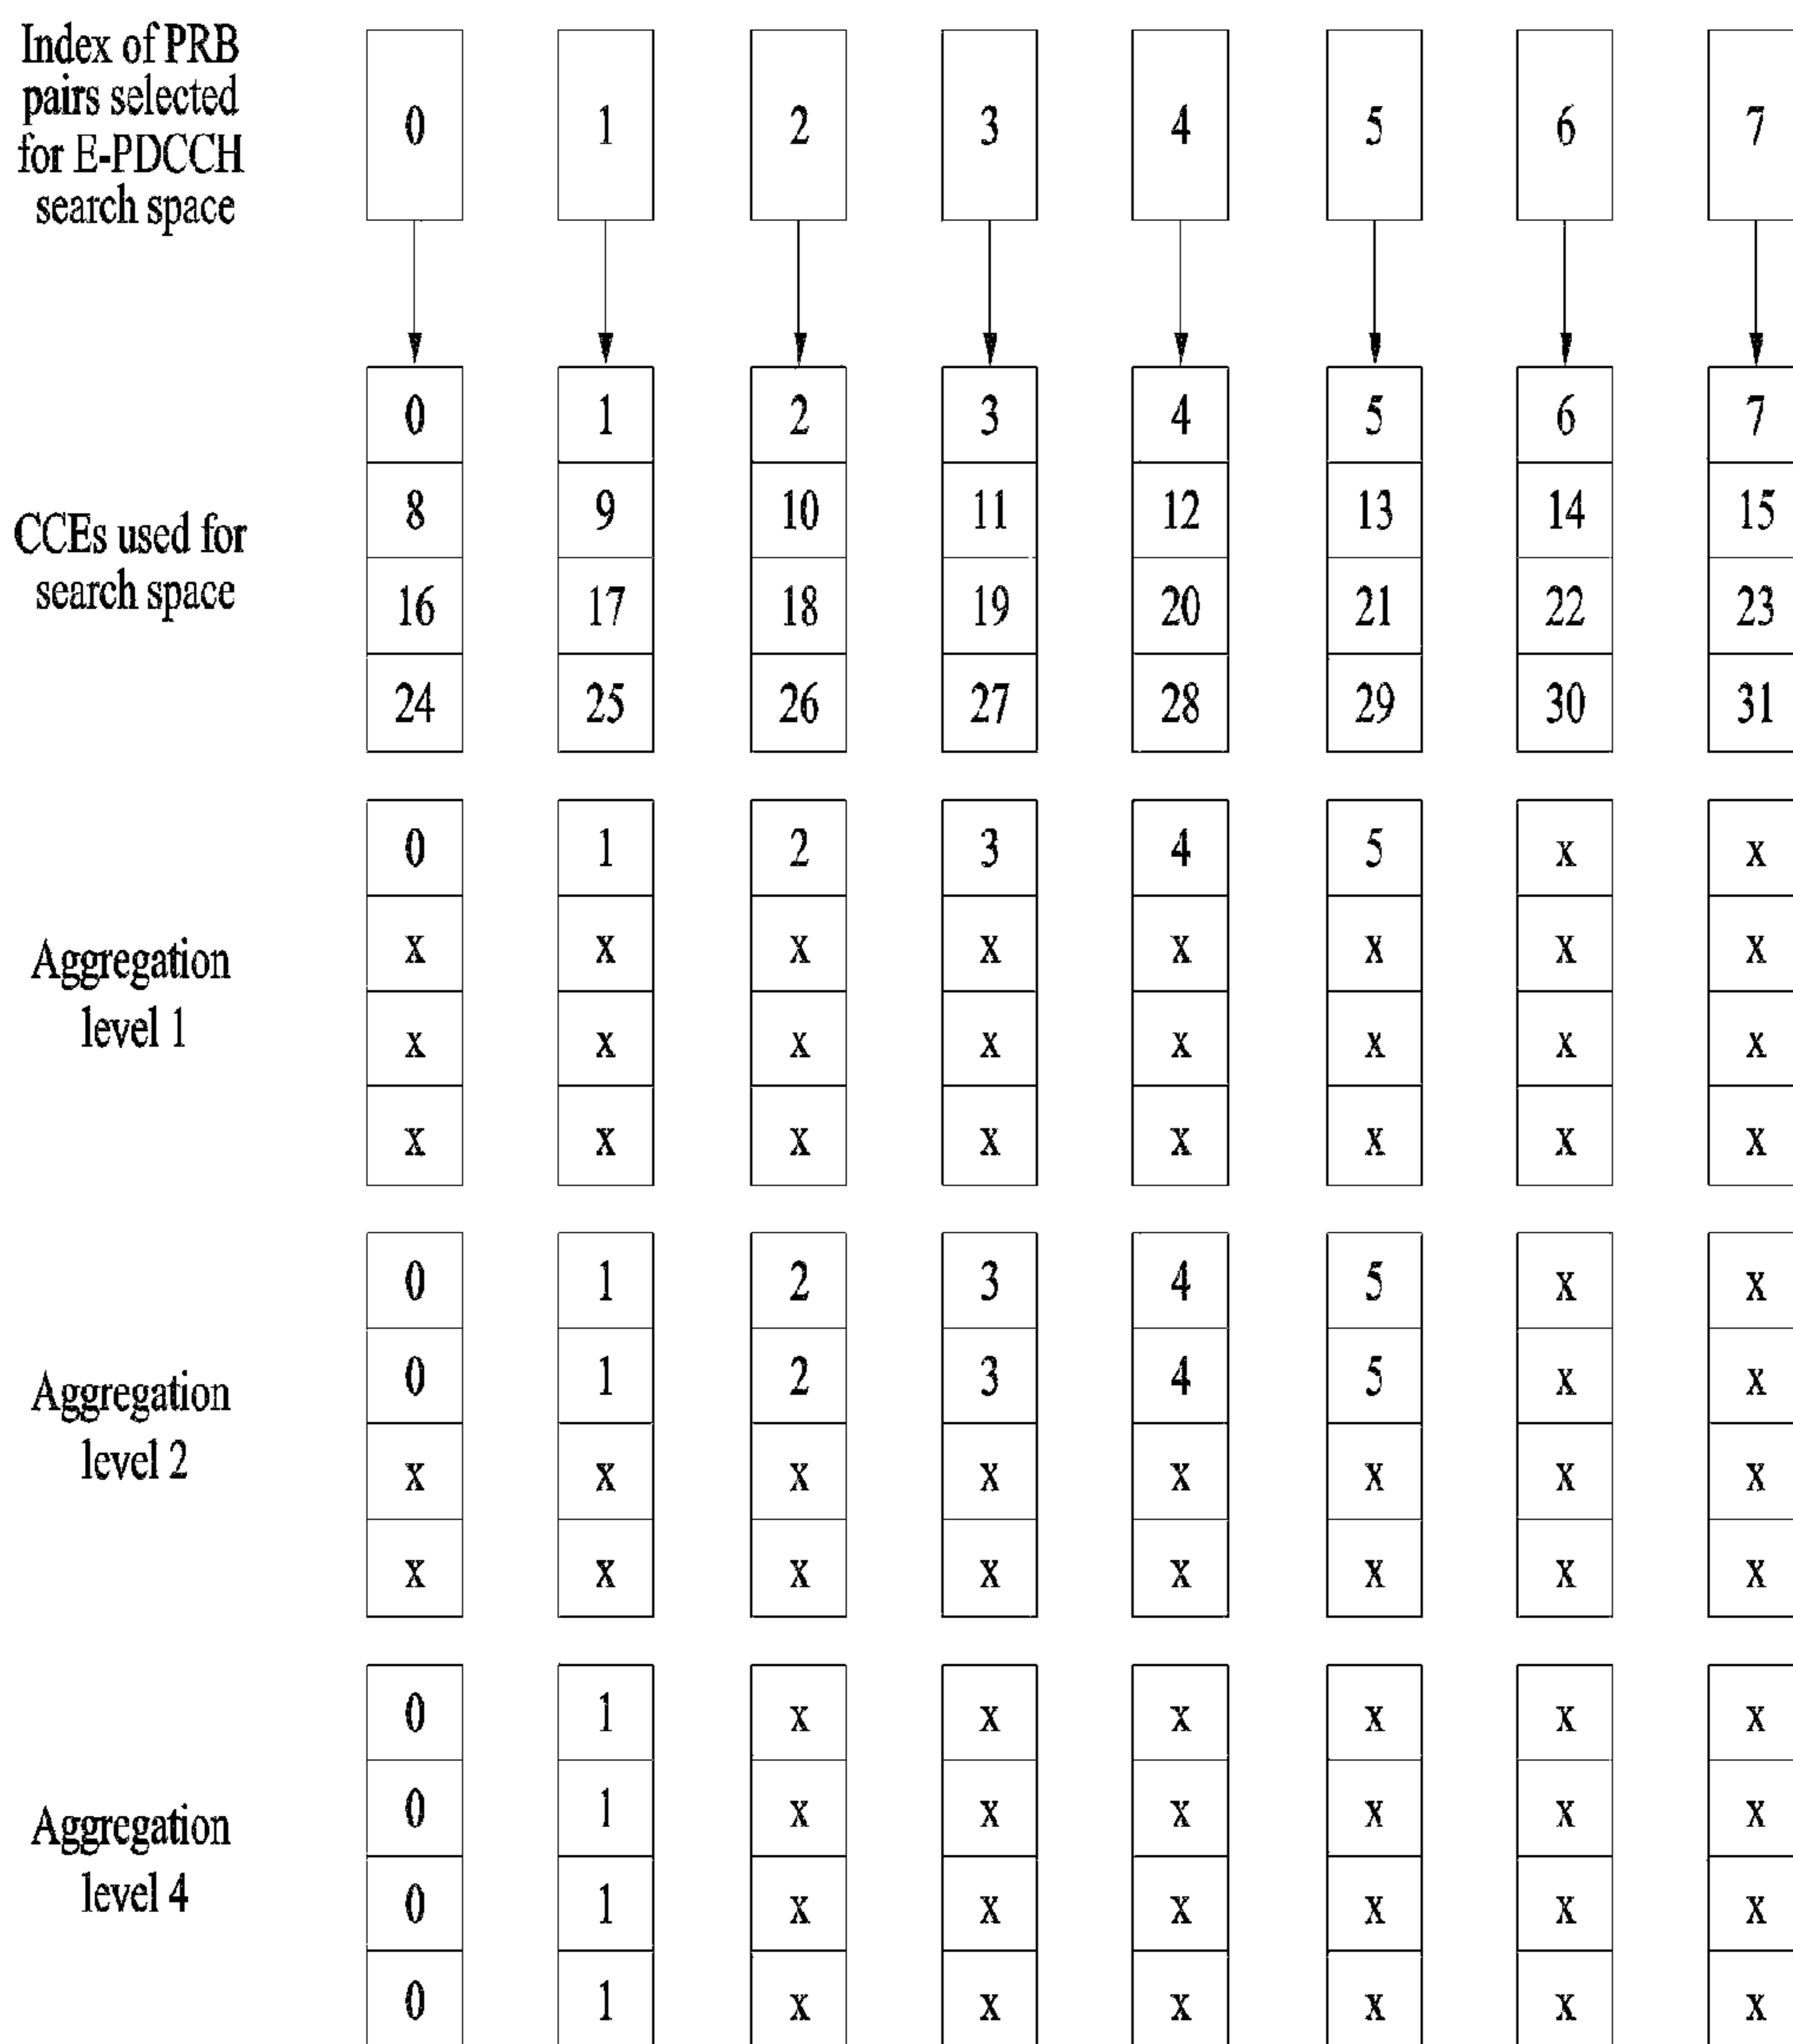 Index of PRB
pairs selected
for E-PDCCH
search space
0 1 2 3 4 5 6 7
CCEs used for
search space
0 1 2 3 4 5 6 7
8 9 10 11 12 13 14 15
16 17 18 19 20 21 22 23
24 25 26 27 28 29 30 31
Aggregation
level 1
0 1 2 3 4 5 x x
x x x x x x x x
x x x x x x x x
x x x x x x x x
Aggregation
level 2
0 1 2 3 4 5 x x
0 1 2 3 4 5 x x
x x x x x x x x
x x x x x x x x
Aggregation
level 4
0 1 x x x x x x
0 1 x x x x x x
0 1 x x x x x x
0 1 x x x x x x